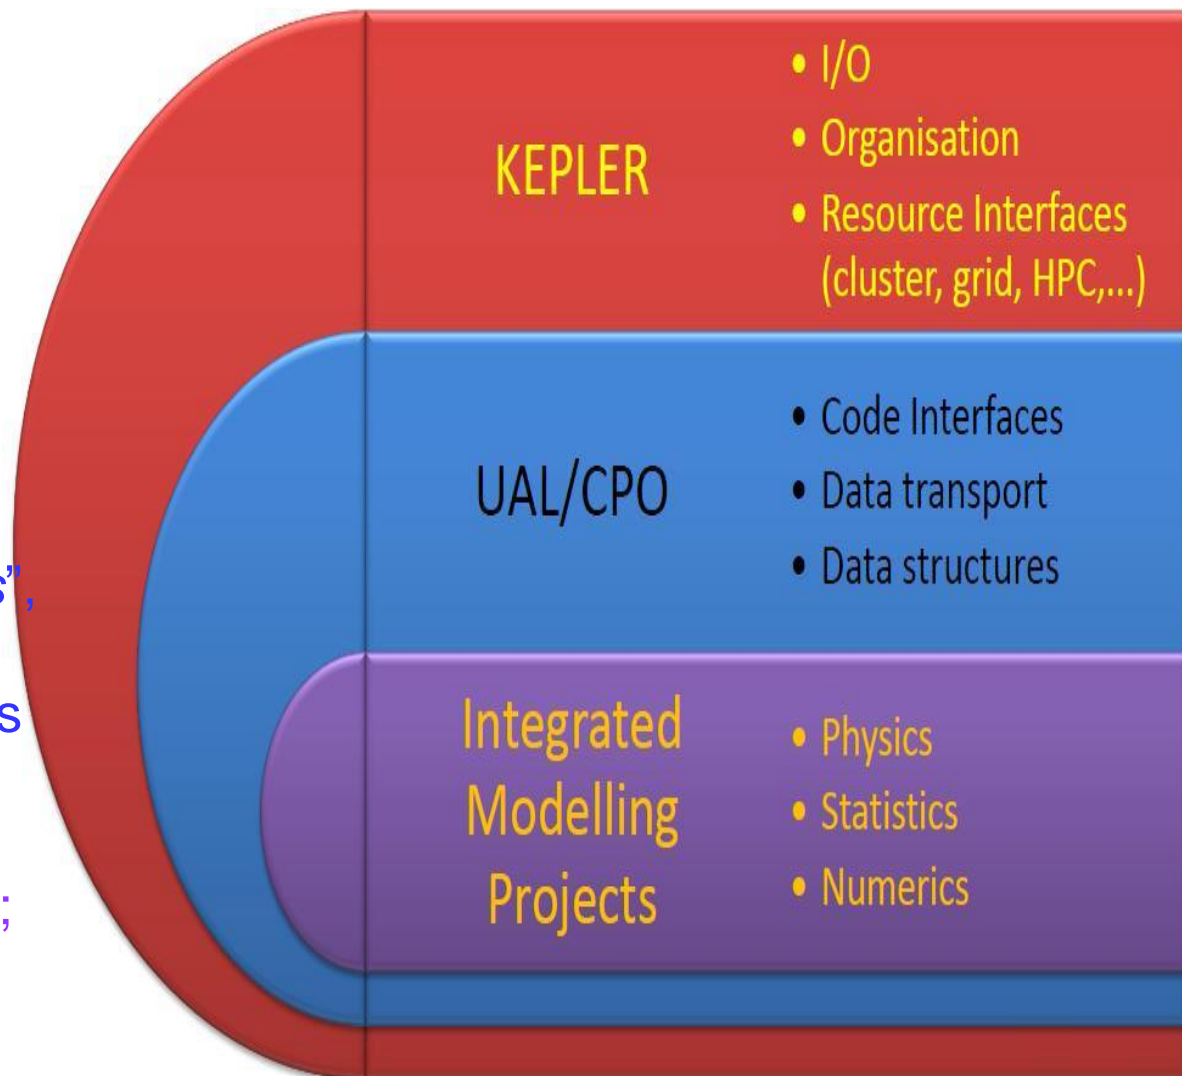 KEPLER
• I/O
• Organisation
• Resource Interfaces
(cluster, grid, HPC,...)
UAL/CPO
• Code Interfaces
• Data transport
• Data structures
Integrated
Modelling
Projects
• Physics
• Statistics
• Numerics
s”,
s
;